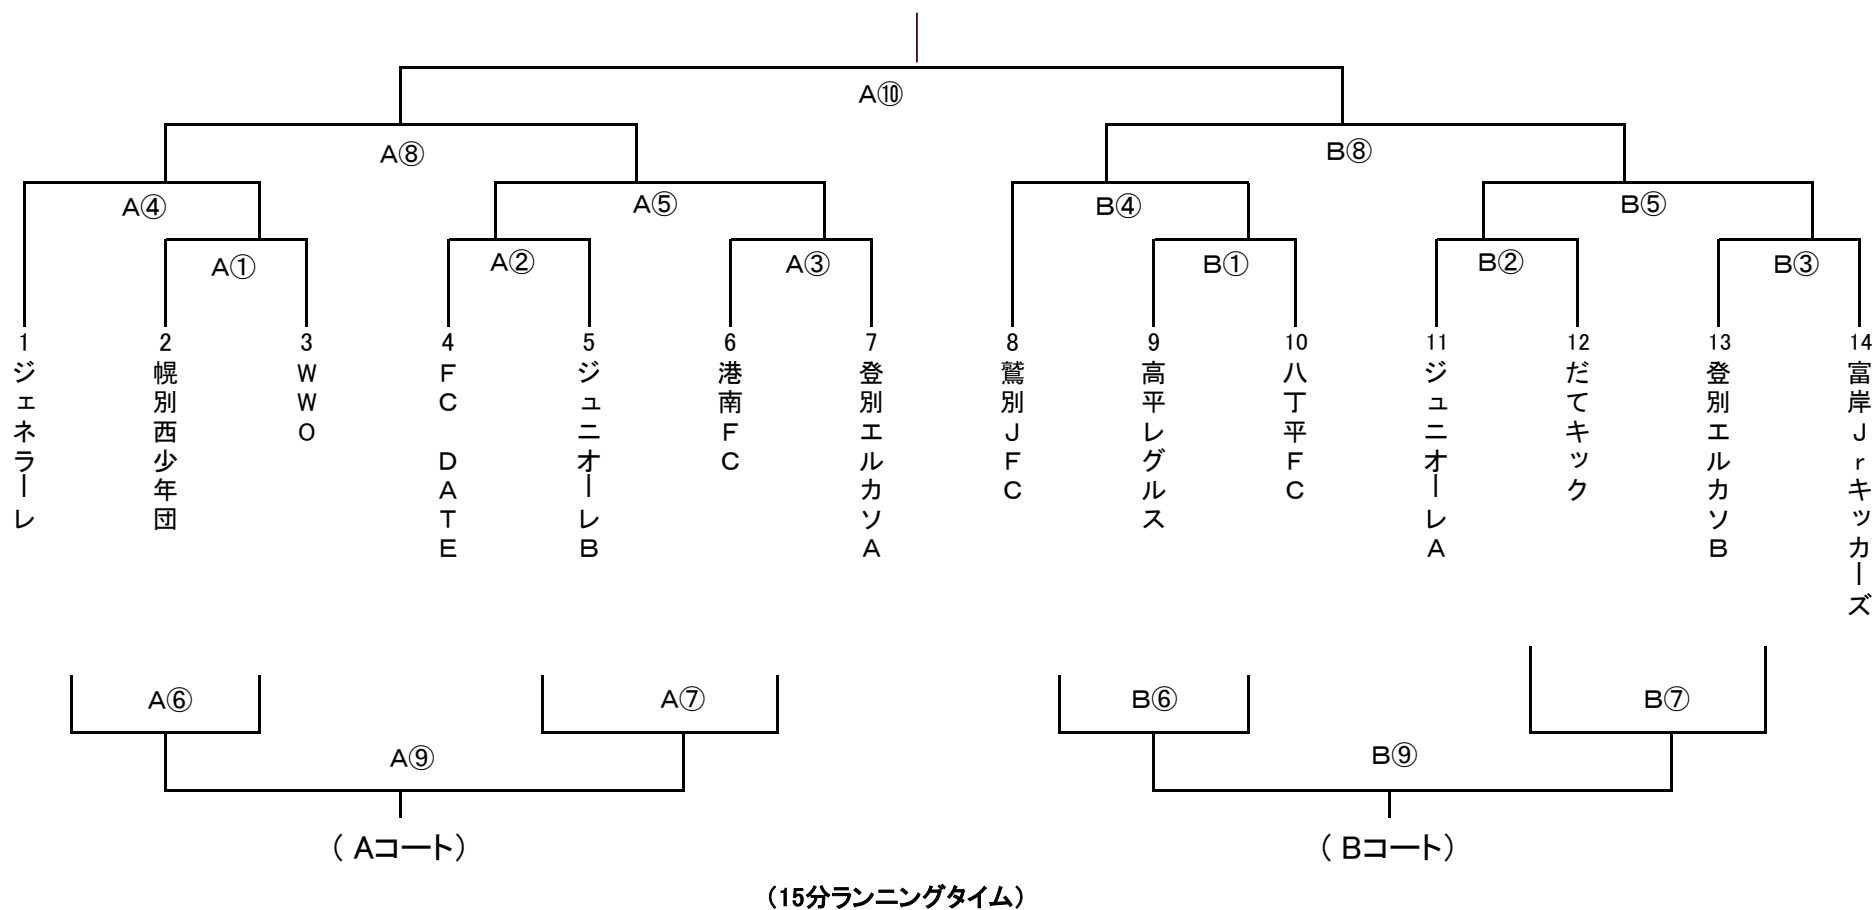 A⑩
A⑧
B⑧
A④
A⑤
B④
B⑤
A①
A②
A③
B①
B②
B③
1 ジェネラーレ
2 幌別西少年団
3 WWO
4 FC DATE
5 ジュニオーレB
6 港南FC
7 登別エルカソA
8 鷲別JFC
9 高平レグルス
10 八丁平FC
11 ジュニオーレA
12 だてキック
13 登別エルカソB
14 富岸Jrキッカーズ
A⑥
A⑦
B⑥
B⑦
A⑨
B⑨
（Aコート）
（Bコート）
（15分ランニングタイム）